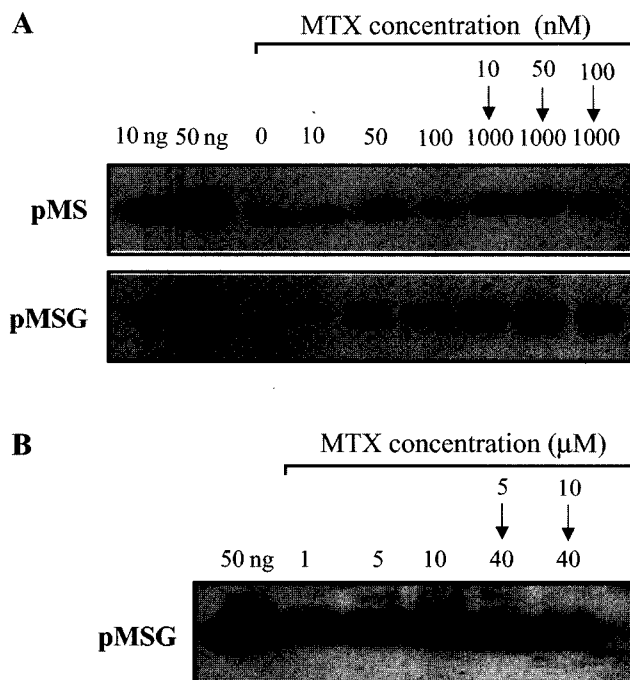 A
MTX concentration (nM)
10 50 100
10 ng 50 ng 0 10 50 100 1000 1000 1000
pMS
pMSG
B
MTX concentration (μM)
5 10
50 ng 1 5 10 40 40
pMSG